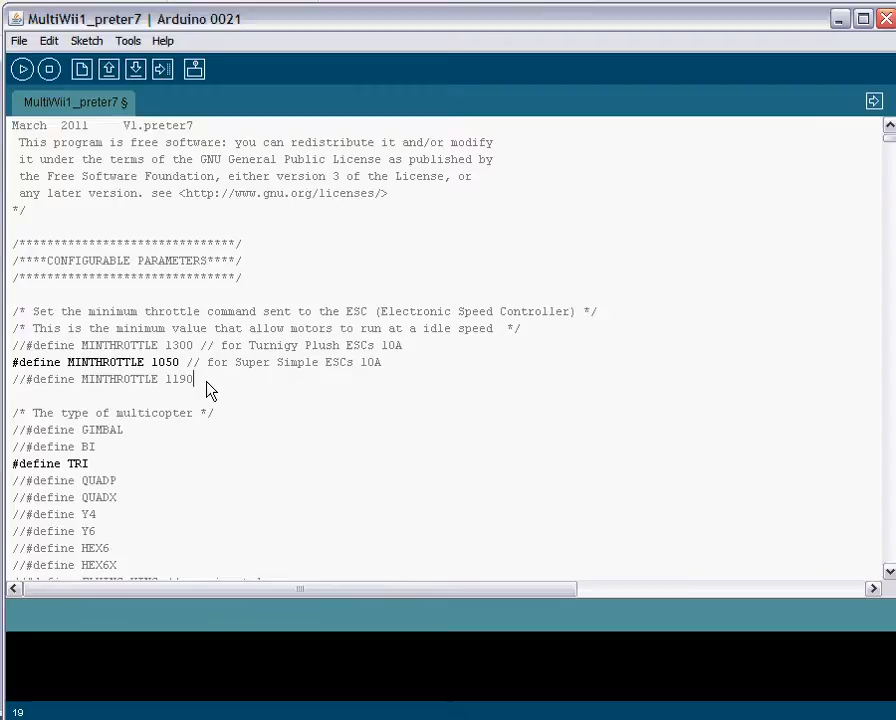 MultiWii1_preter7 | Arduino 0021
File Edit Sketch Tools Help
MultiWii1_preter7 §
March  2011     V1.preter7
 This program is free software: you can redistribute it and/or modify
 it under the terms of the GNU General Public License as published by
 the Free Software Foundation, either version 3 of the License, or
 any later version. see <http://www.gnu.org/licenses/>
*/
/*******************************/
/****CONFIGURABLE PARAMETERS****/
/*******************************/
/* Set the minimum throttle command sent to the ESC (Electronic Speed Controller) */
/* This is the minimum value that allow motors to run at a idle speed  */
//#define MINTHROTTLE 1300 // for Turnigy Plush ESCs 10A
#define MINTHROTTLE 1050 // for Super Simple ESCs 10A
//#define MINTHROTTLE 1190
/* The type of multicopter */
//#define GIMBAL
//#define BI
#define TRI
//#define QUADP
//#define QUADX
//#define Y4
//#define Y6
//#define HEX6
//#define HEX6X
19